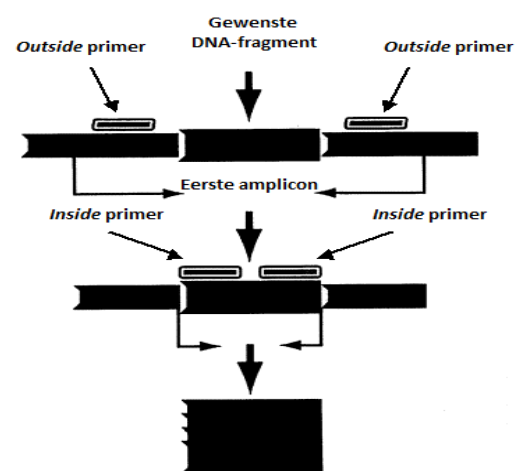 Gewenste
DNA-fragment
Outside primer
Outside primer
Eerste amplicon
Inside primer
Inside primer